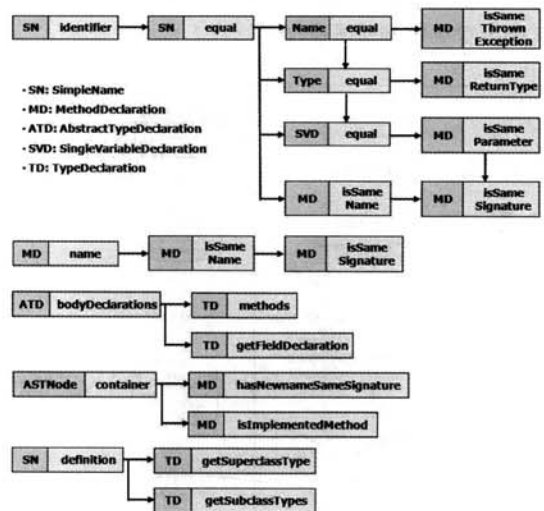 SN identifier SN equal Name equal MD isSame Thrown Exception
Type equal MD isSame ReturnType
· SN: SimpleName
· MD: MethodDeclaration
· ATD: AbstractTypeDeclaration
· SVD: SingleVariableDeclaration
· TD: TypeDeclaration
SVD equal MD isSame Parameter
MD isSame Name MD isSame Signature
MD name MD isSame Name MD isSame Signature
ATD bodyDeclarations TD methods
TD getFieldDeclaration
ASTNode container MD hasNewnameSameSignature
MD isImplementedMethod
SN definition TD getSuperclassType
TD getSubclassTypes